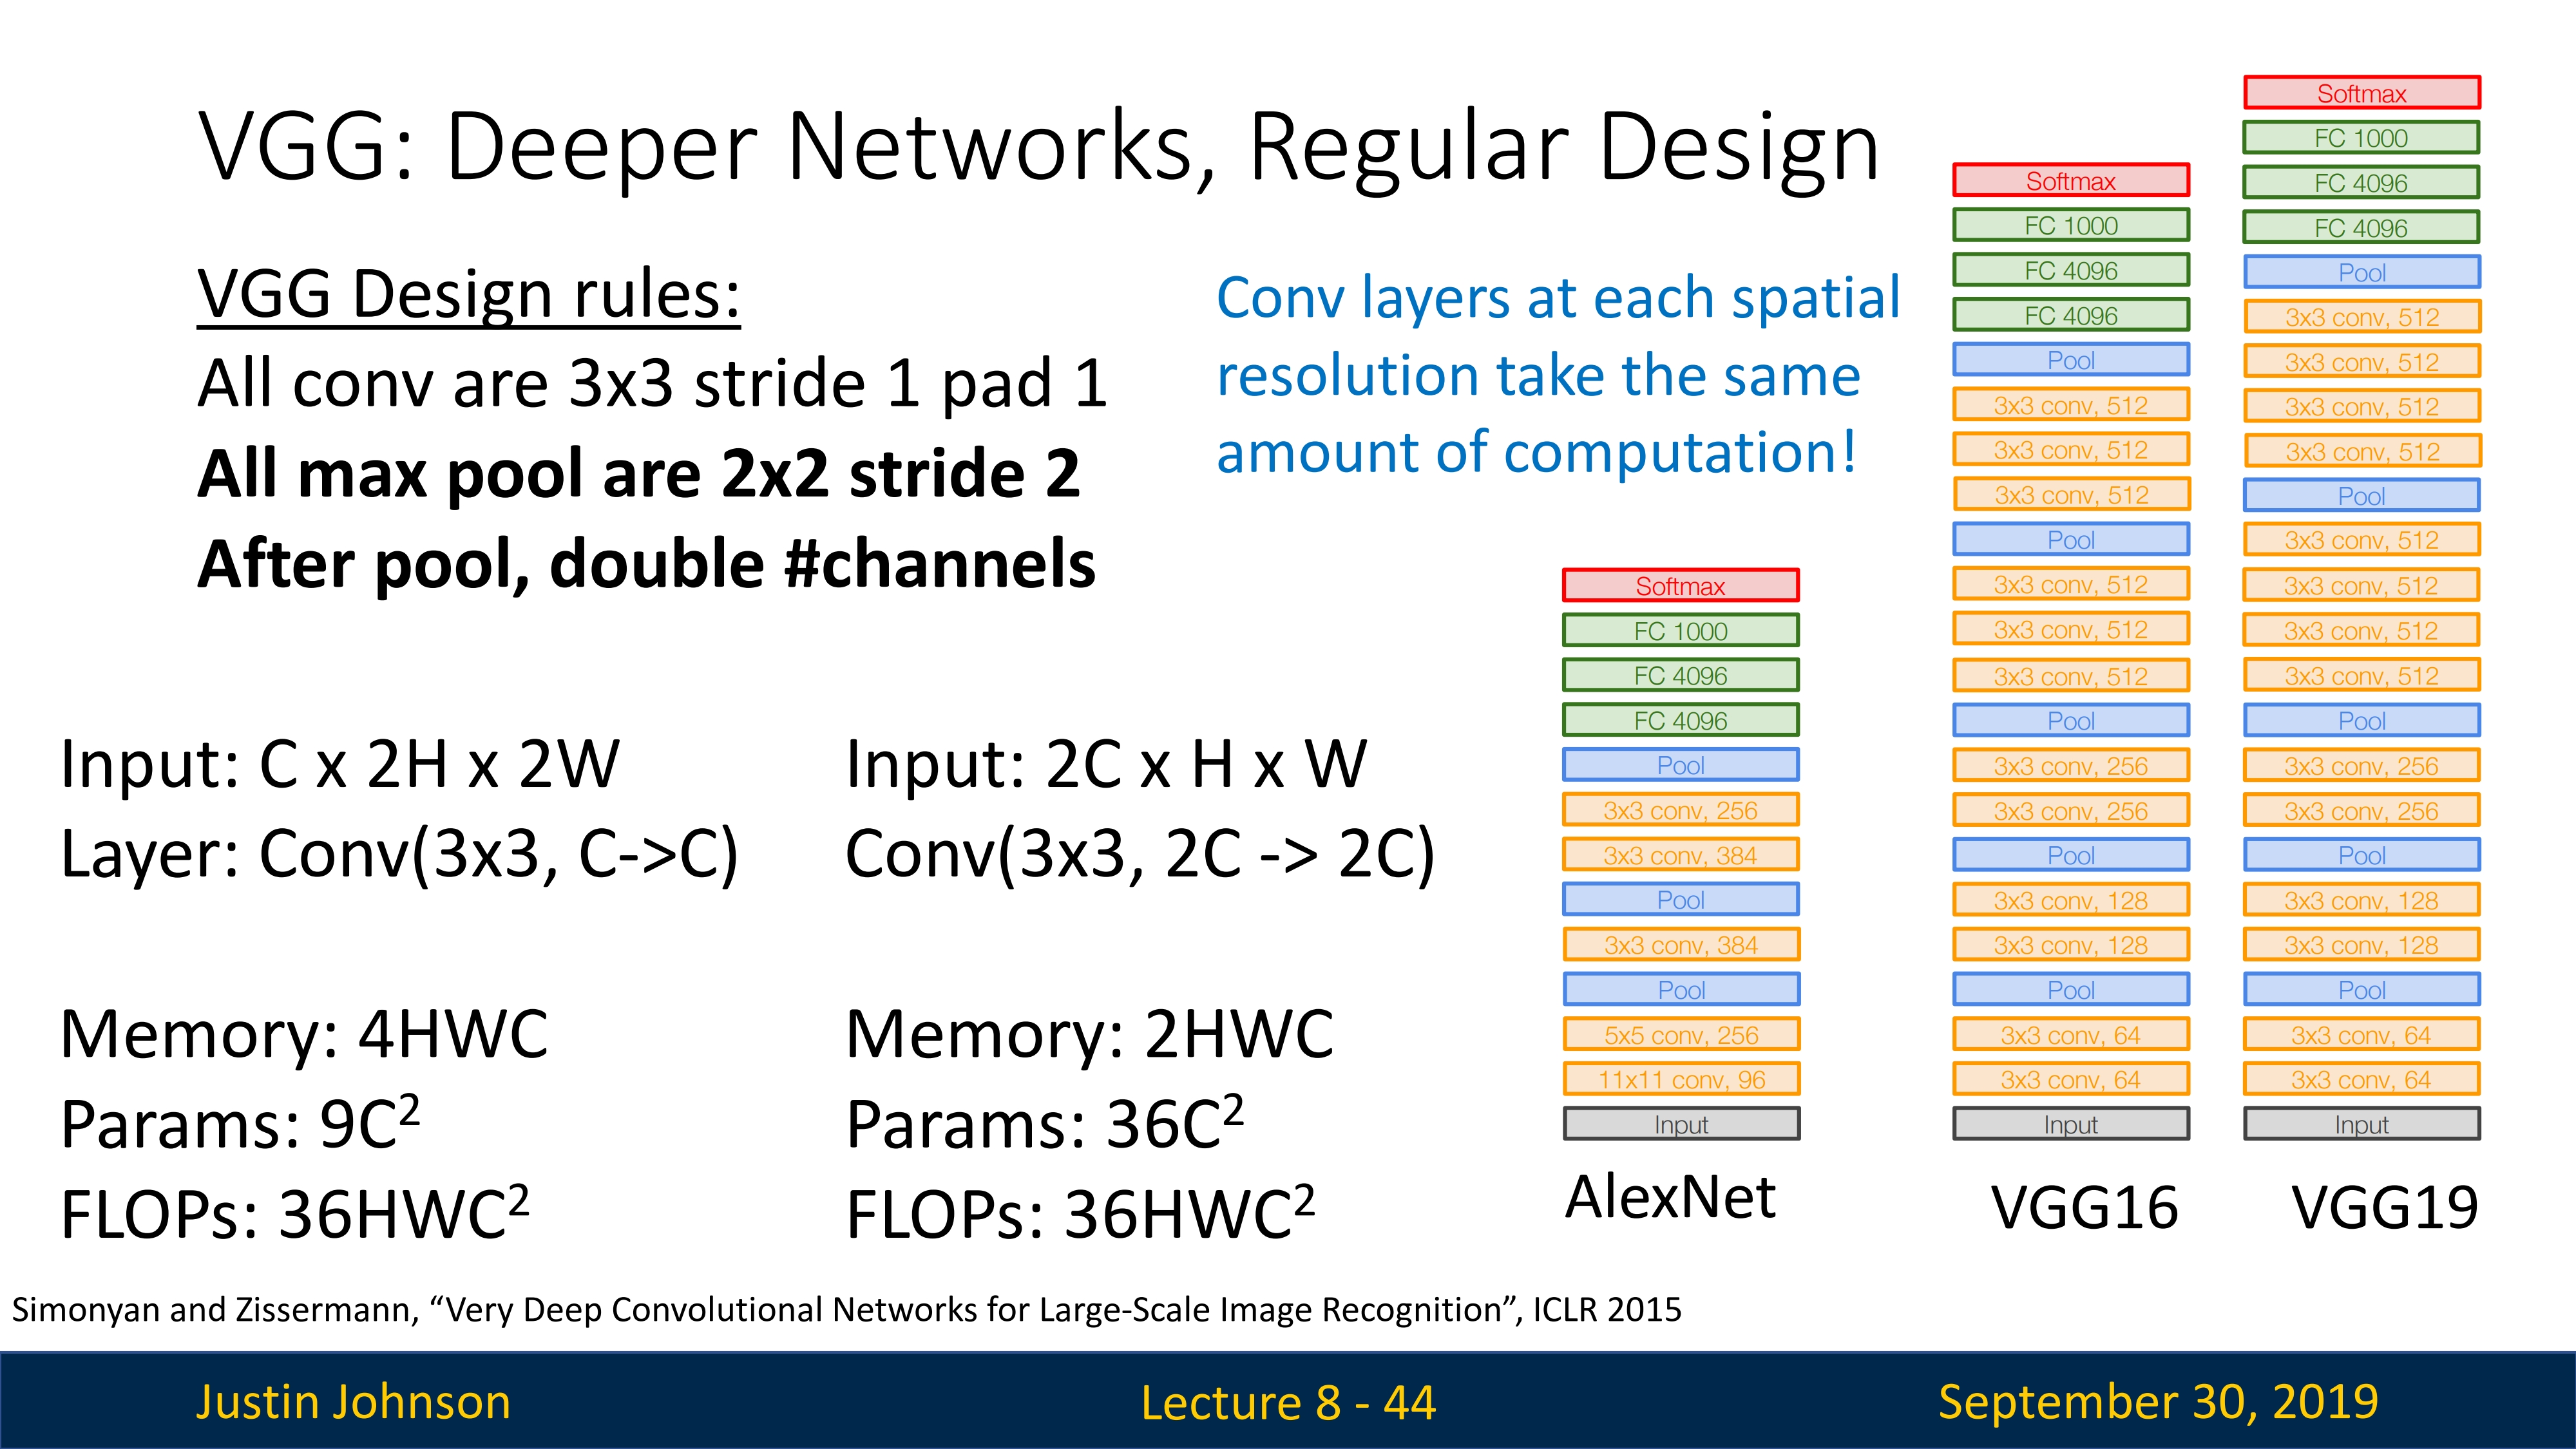 VGG: Deeper Networks, Regular Design
VGG Design rules:
All conv are 3x3 stride 1 pad 1
All max pool are 2x2 stride 2
After pool, double #channels
Conv layers at each spatial
resolution take the same
amount of computation!
Input: C x 2H x 2W
Layer: Conv(3x3, C->C)
Memory: 4HWC
Params: 9C²
FLOPs: 36HWC²
Input: 2C x H x W
Conv(3x3, 2C -> 2C)
Memory: 2HWC
Params: 36C²
FLOPs: 36HWC²
Softmax
FC 1000
FC 4096
FC 4096
Pool
3x3 conv, 256
3x3 conv, 384
Pool
3x3 conv, 384
Pool
5x5 conv, 256
11x11 conv, 96
Input
AlexNet
Softmax
FC 1000
FC 4096
FC 4096
Pool
3x3 conv, 512
3x3 conv, 512
3x3 conv, 512
Pool
3x3 conv, 512
3x3 conv, 512
3x3 conv, 512
Pool
3x3 conv, 256
3x3 conv, 256
Pool
3x3 conv, 128
3x3 conv, 128
Pool
3x3 conv, 64
3x3 conv, 64
Input
VGG16
Softmax
FC 1000
FC 4096
FC 4096
Pool
3x3 conv, 512
3x3 conv, 512
3x3 conv, 512
3x3 conv, 512
Pool
3x3 conv, 512
3x3 conv, 512
3x3 conv, 512
3x3 conv, 512
Pool
3x3 conv, 256
3x3 conv, 256
Pool
3x3 conv, 128
3x3 conv, 128
Pool
3x3 conv, 64
3x3 conv, 64
Input
VGG19
Simonyan and Zissermann, “Very Deep Convolutional Networks for Large-Scale Image Recognition”, ICLR 2015
Justin Johnson
Lecture 8 - 44
September 30, 2019